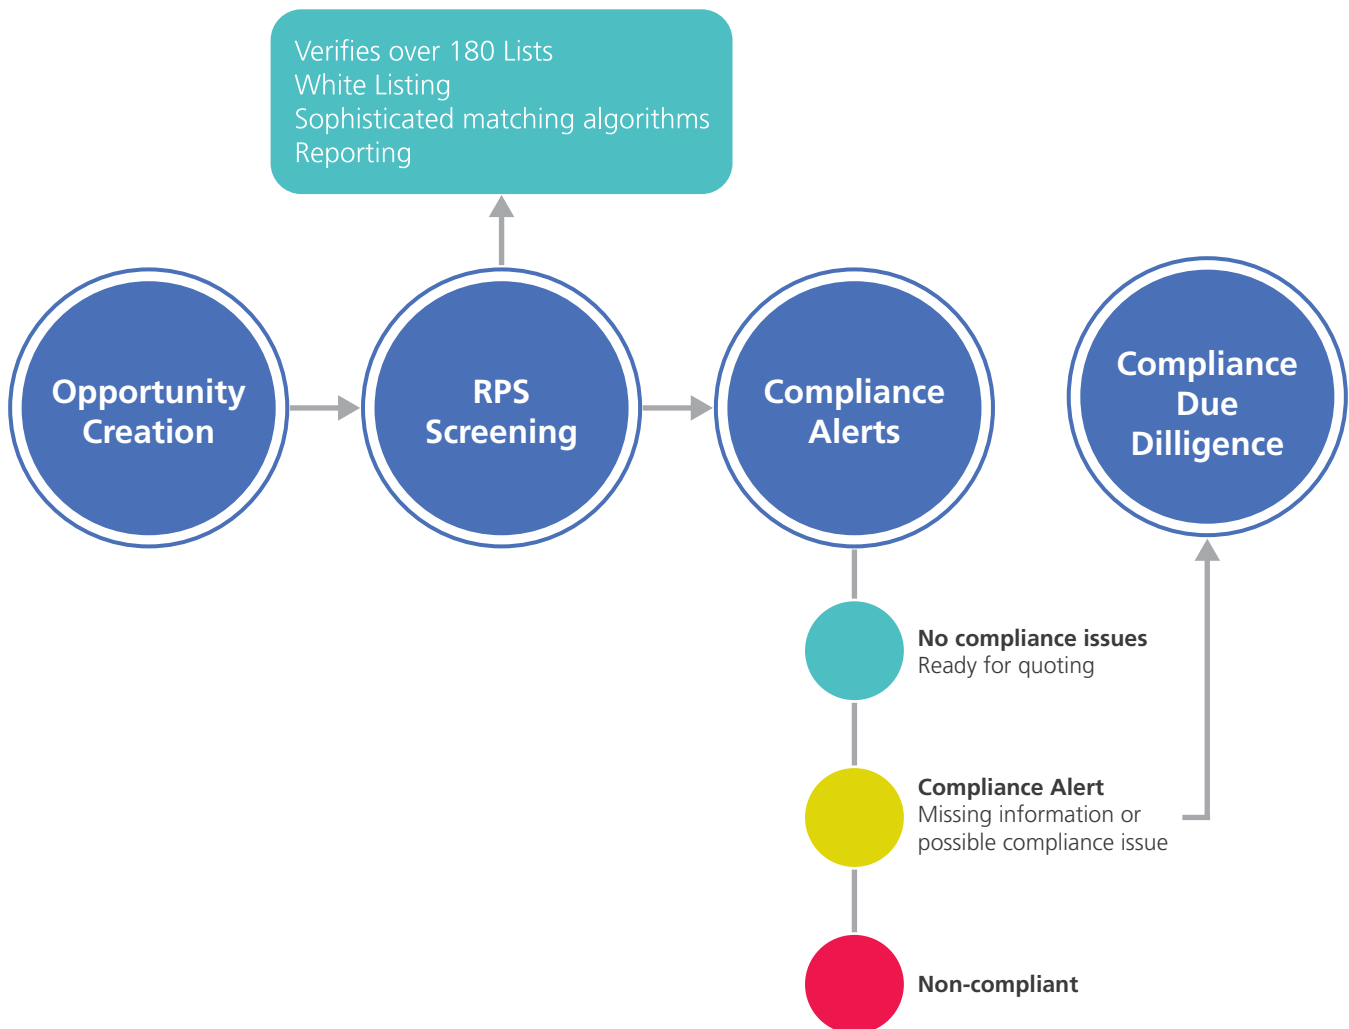 Verifies over 180 Lists
White Listing
Sophisticated matching algorithms
Reporting
Opportunity
Creation
RPS
Screening
Compliance
Alerts
Compliance
Due
Dilligence
No compliance issues
Ready for quoting
Compliance Alert
Missing information or
possible compliance issue
Non-compliant